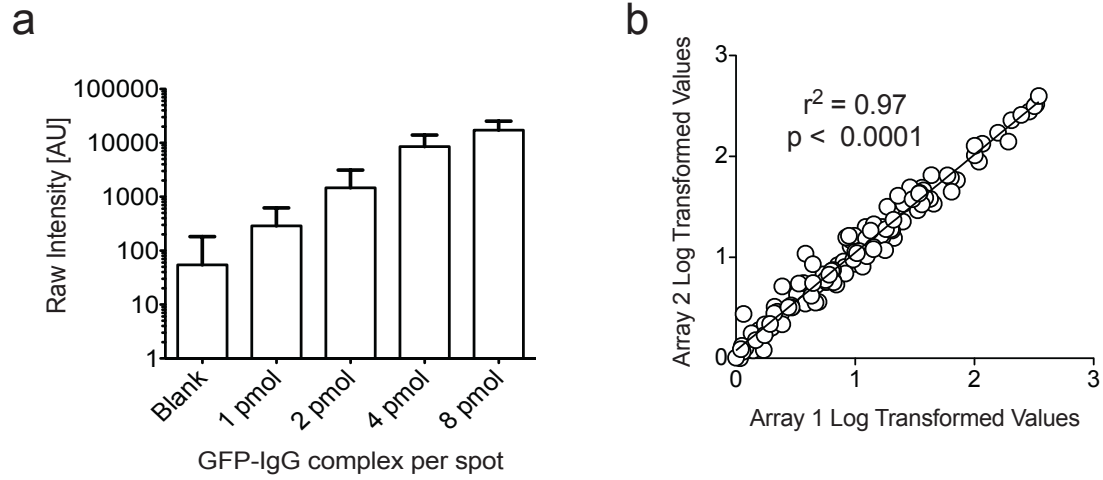 a
Raw Intensity [AU]
100000
10000
1000
100
10
1
Blank
1 pmol
2 pmol
4 pmol
8 pmol
GFP-IgG complex per spot
b
Array 2 Log Transformed Values
3
2
1
0
r² = 0.97
p < 0.0001
0
1
2
3
Array 1 Log Transformed Values